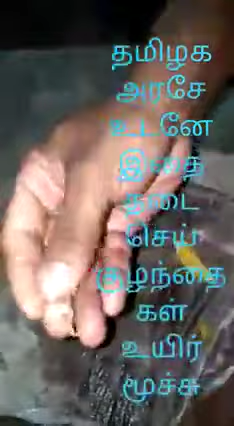 தமிழக
அரசே
உடனே
இதை
தடை
செய்
குழந்தை
கள்
உயிர்
மூச்சு